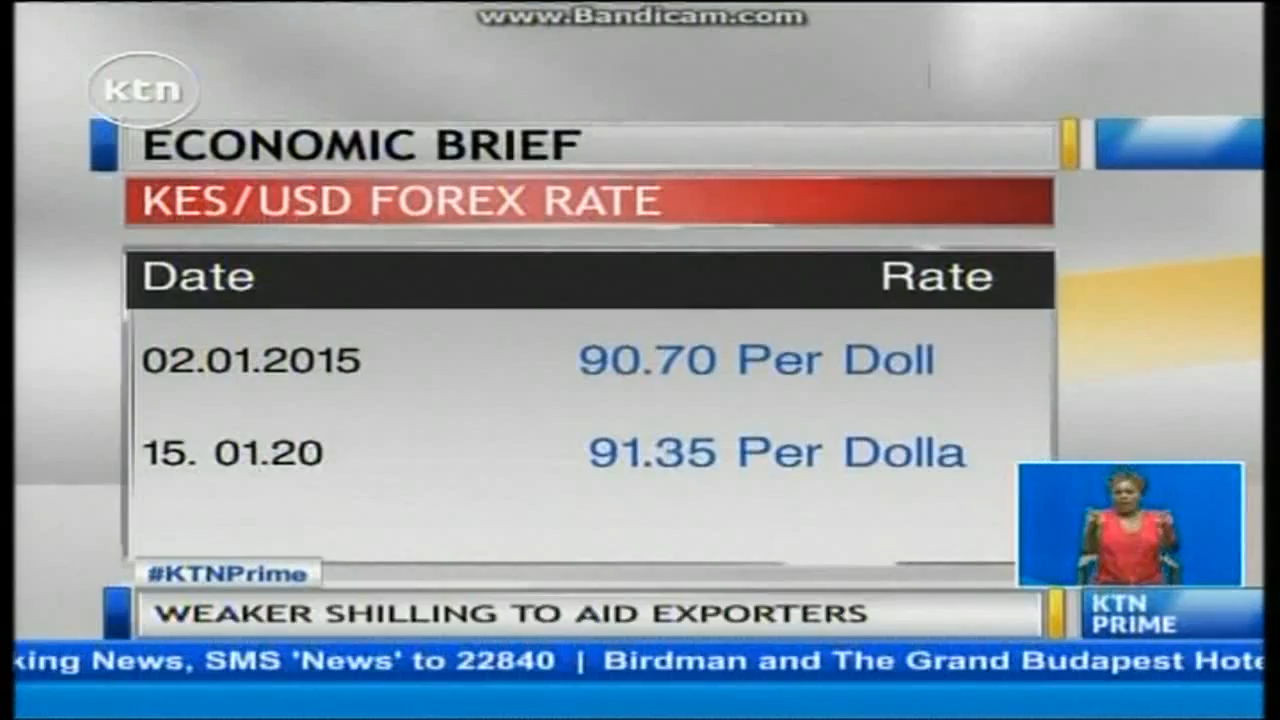 www.Bandicam.com
ktn
ECONOMIC BRIEF
KES/USD FOREX RATE
Date Rate
02.01.2015 90.70 Per Doll
15. 01.20 91.35 Per Dolla
#KTNPrime
WEAKER SHILLING TO AID EXPORTERS
KTN
PRIME
king News, SMS 'News' to 22840 | Birdman and The Grand Budapest Hote